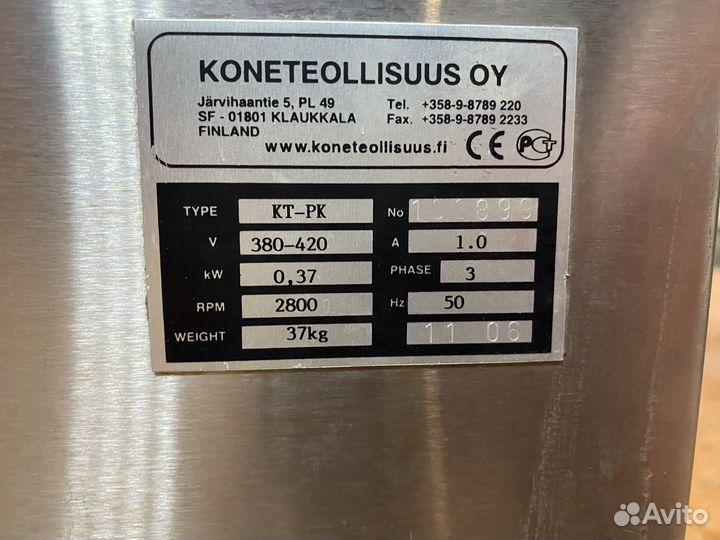 KONETEOLLISUUS OY
Järvihaantie 5, PL 49 Tel. +358-9-8789 220
SF - 01801 KLAUKKALA Fax. +358-9-8789 2233
FINLAND
www.koneteollisuus.fi CE РСТ
TYPE KT-PK No
V 380-420 A 1.0
kW 0,37 PHASE 3
RPM 2800 Hz 50
WEIGHT 37kg 11 06
Avito